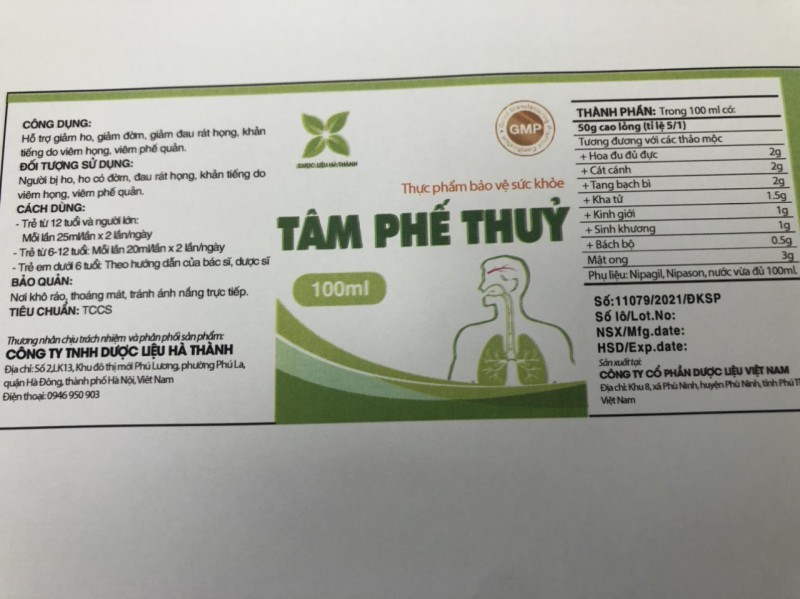 CÔNG DỤNG:
Hỗ trợ giảm ho, giảm đờm, giảm đau rát họng, khản
tiếng do viêm họng, viêm phế quản.
ĐỐI TƯỢNG SỬ DỤNG:
Người bị ho, ho có đờm, đau rát họng, khản tiếng do
viêm họng, viêm phế quản.
CÁCH DÙNG:
- Trẻ từ 12 tuổi và người lớn:
Mỗi lần 25ml/lần x 2 lần/ngày
- Trẻ từ 6-12 tuổi: Mỗi lần 20ml/lần x 2 lần/ngày
- Trẻ em dưới 6 tuổi: Theo hướng dẫn của bác sĩ, dược sĩ
BẢO QUẢN:
Nơi khô ráo, thoáng mát, tránh ánh nắng trực tiếp.
TIÊU CHUẨN: TCCS
Thương nhân chịu trách nhiệm và phân phối sản phẩm:
CÔNG TY TNHH DƯỢC LIỆU HÀ THÀNH
Địa chỉ: Số 2,LK13, Khu đô thị mới Phú Lương, phường Phú La,
quận Hà Đông, thành phố Hà Nội, Việt Nam
Điện thoại: 0946 950 903
DƯỢC LIỆU HÀ THÀNH
GMP
Thực phẩm bảo vệ sức khỏe
TÂM PHẾ THUỶ
100ml
THÀNH PHẦN: Trong 100 ml có:
50g cao lỏng (tỉ lệ 5/1)
Tương đương với các thảo mộc
+ Hoa đu đủ đực 2g
+ Cát cánh 2g
+ Tang bạch bì 2g
+ Kha tử 1.5g
+ Kinh giới 1g
+ Sinh khương 1g
+ Bách bộ 0.5g
Mật ong 3g
Phụ liệu: Nipagil, Nipason, nước vừa đủ 100ml.
Số:11079/2021/ĐKSP
Số lô/Lot.No:
NSX/Mfg.date:
HSD/Exp.date:
Sản xuất tại:
CÔNG TY CỔ PHẦN DƯỢC LIỆU VIỆT NAM
Địa chỉ: Khu 8, xã Phú Ninh, huyện Phù Ninh, tỉnh Phú T
Việt Nam